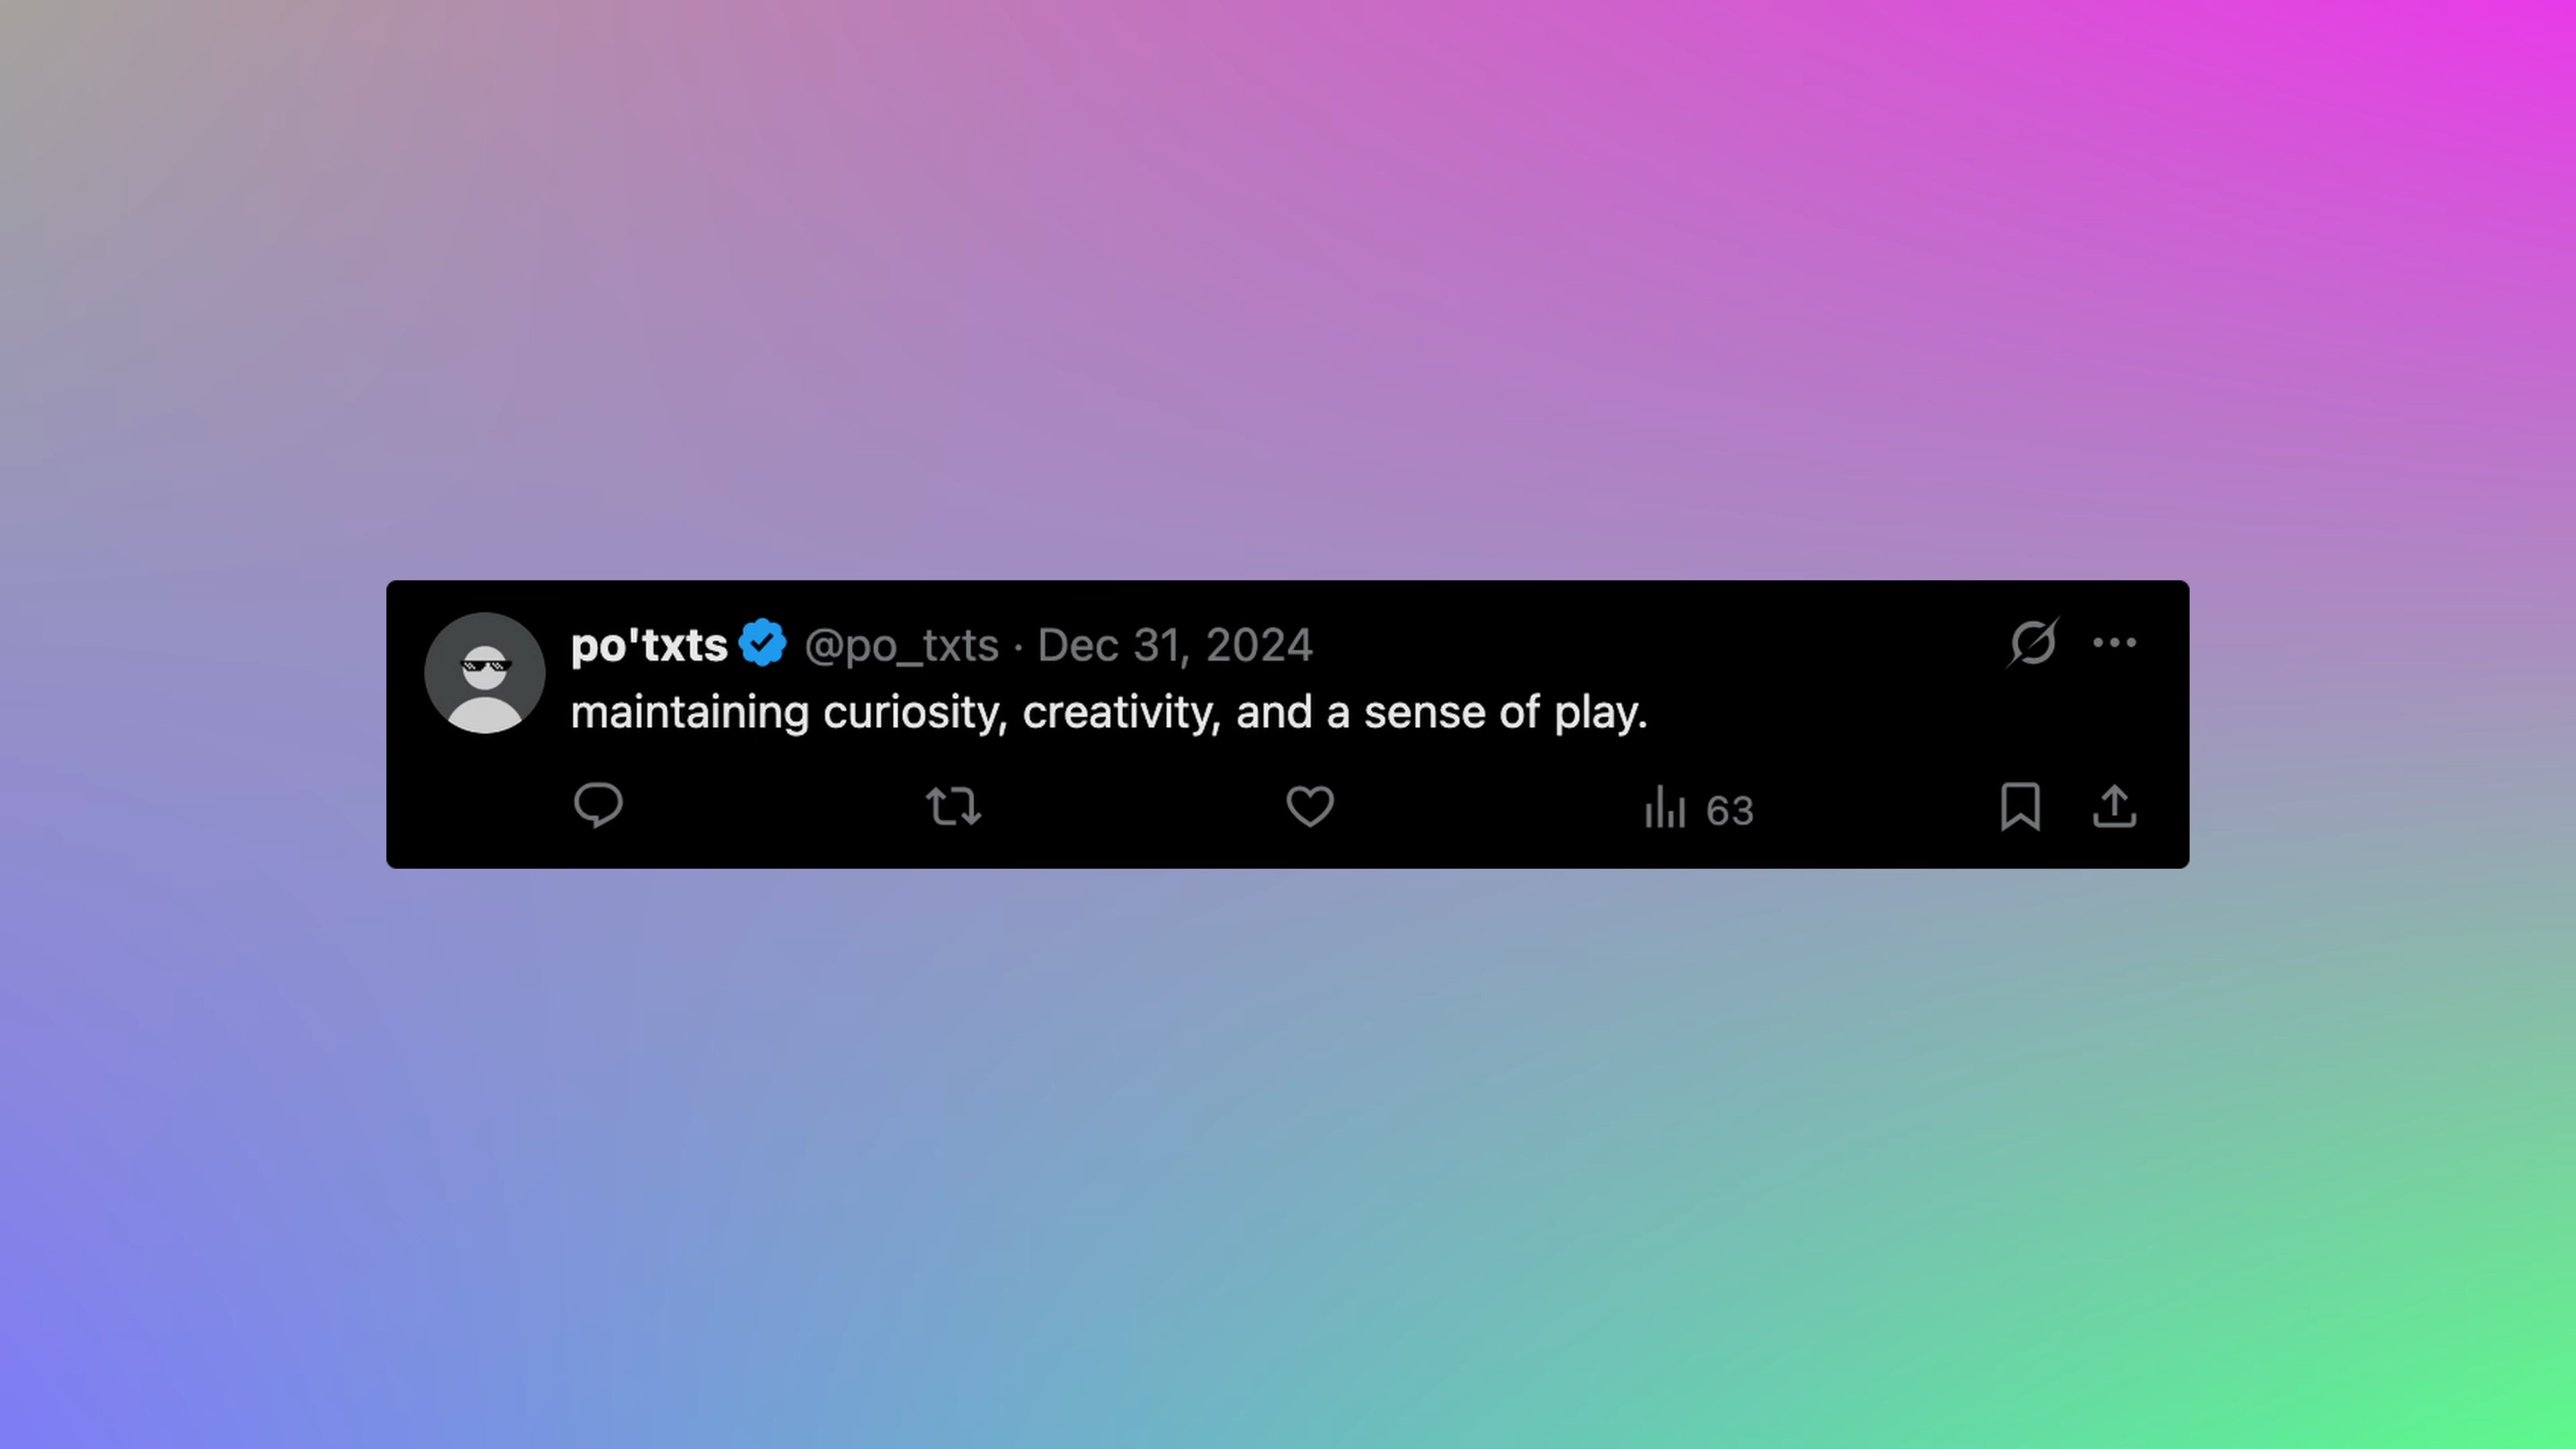 po'txts @po_txts · Dec 31, 2024
maintaining curiosity, creativity, and a sense of play.
63